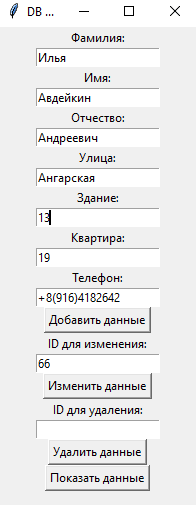 DB ...
Фамилия:
Илья
Имя:
Авдейкин
Отчество:
Андреевич
Улица:
Ангарская
Здание:
13
Квартира:
19
Телефон:
+8(916)4182642
Добавить данные
ID для изменения:
66
Изменить данные
ID для удаления:
Удалить данные
Показать данные